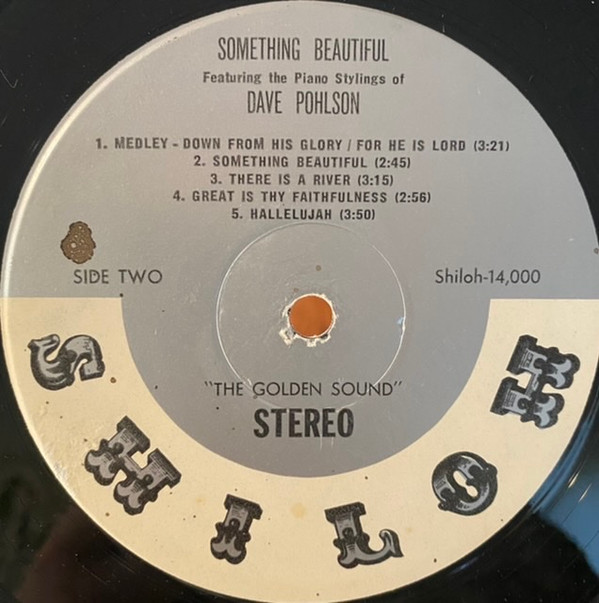 SOMETHING BEAUTIFUL
Featuring the Piano Stylings of
DAVE POHLSON
1. MEDLEY - DOWN FROM HIS GLORY / FOR HE IS LORD (3:21)
2. SOMETHING BEAUTIFUL (2:45)
3. THERE IS A RIVER (3:15)
4. GREAT IS THY FAITHFULNESS (2:56)
5. HALLELUJAH (3:50)
SIDE TWO
Shiloh-14,000
"THE GOLDEN SOUND"
STEREO
SHILOH